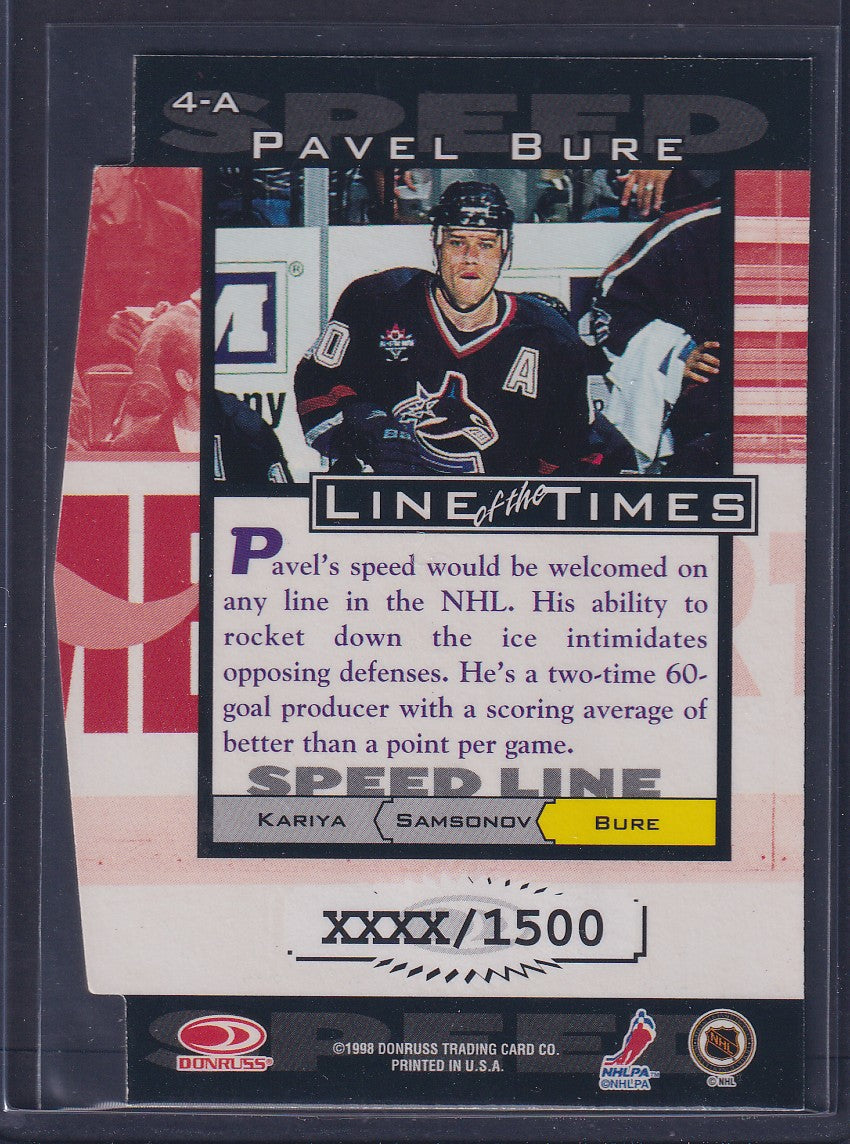 SPEED
4-A
PAVEL BURE
M®
ny
0
A
LINE of the TIMES
Pavel's speed would be welcomed on
any line in the NHL. His ability to
rocket down the ice intimidates
opposing defenses. He's a two-time 60-
goal producer with a scoring average of
better than a point per game.
SPEED LINE
KARIYA SAMSONOV BURE
XXXX/1500
SPEED
DONRUSS
©1998 DONRUSS TRADING CARD CO.
PRINTED IN U.S.A.
NHLPA™
©NHLPA
NHL
© NHL